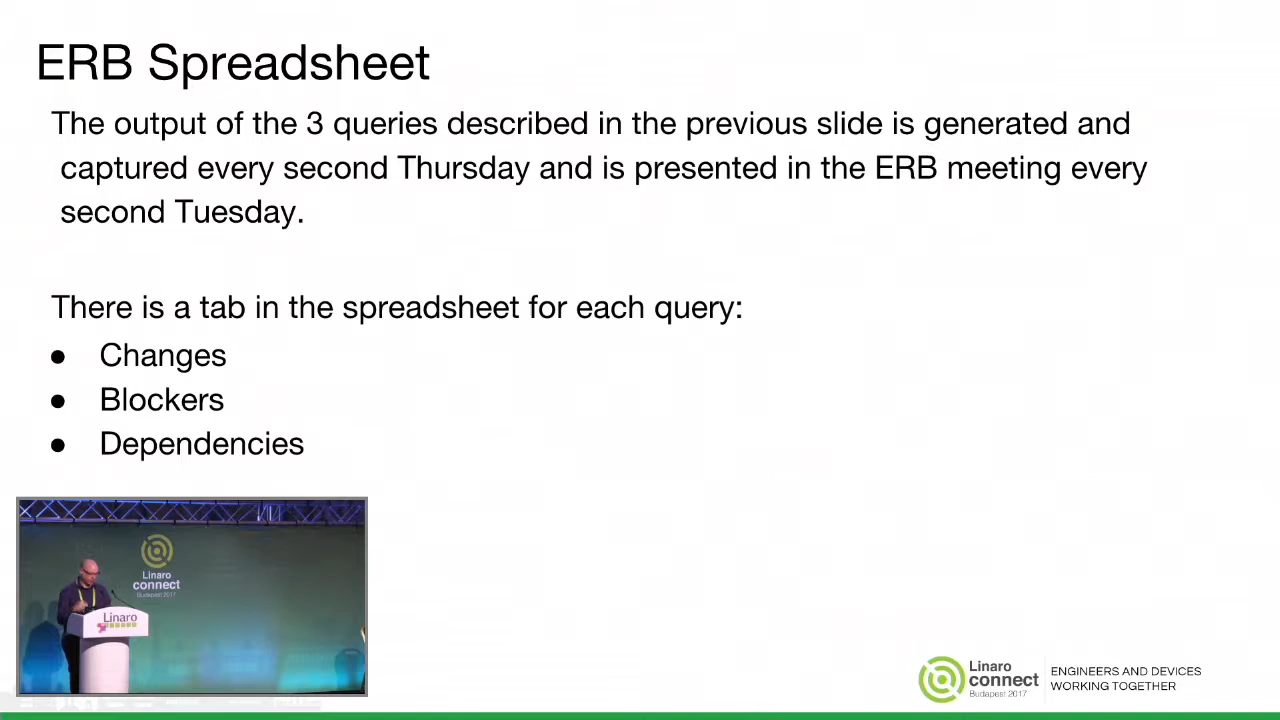 ERB Spreadsheet
The output of the 3 queries described in the previous slide is generated and
captured every second Thursday and is presented in the ERB meeting every
second Tuesday.
There is a tab in the spreadsheet for each query:
● Changes
● Blockers
● Dependencies
Linaro
connect
Budapest 2017
Linaro
Linaro
connect
Budapest 2017
ENGINEERS AND DEVICES
WORKING TOGETHER